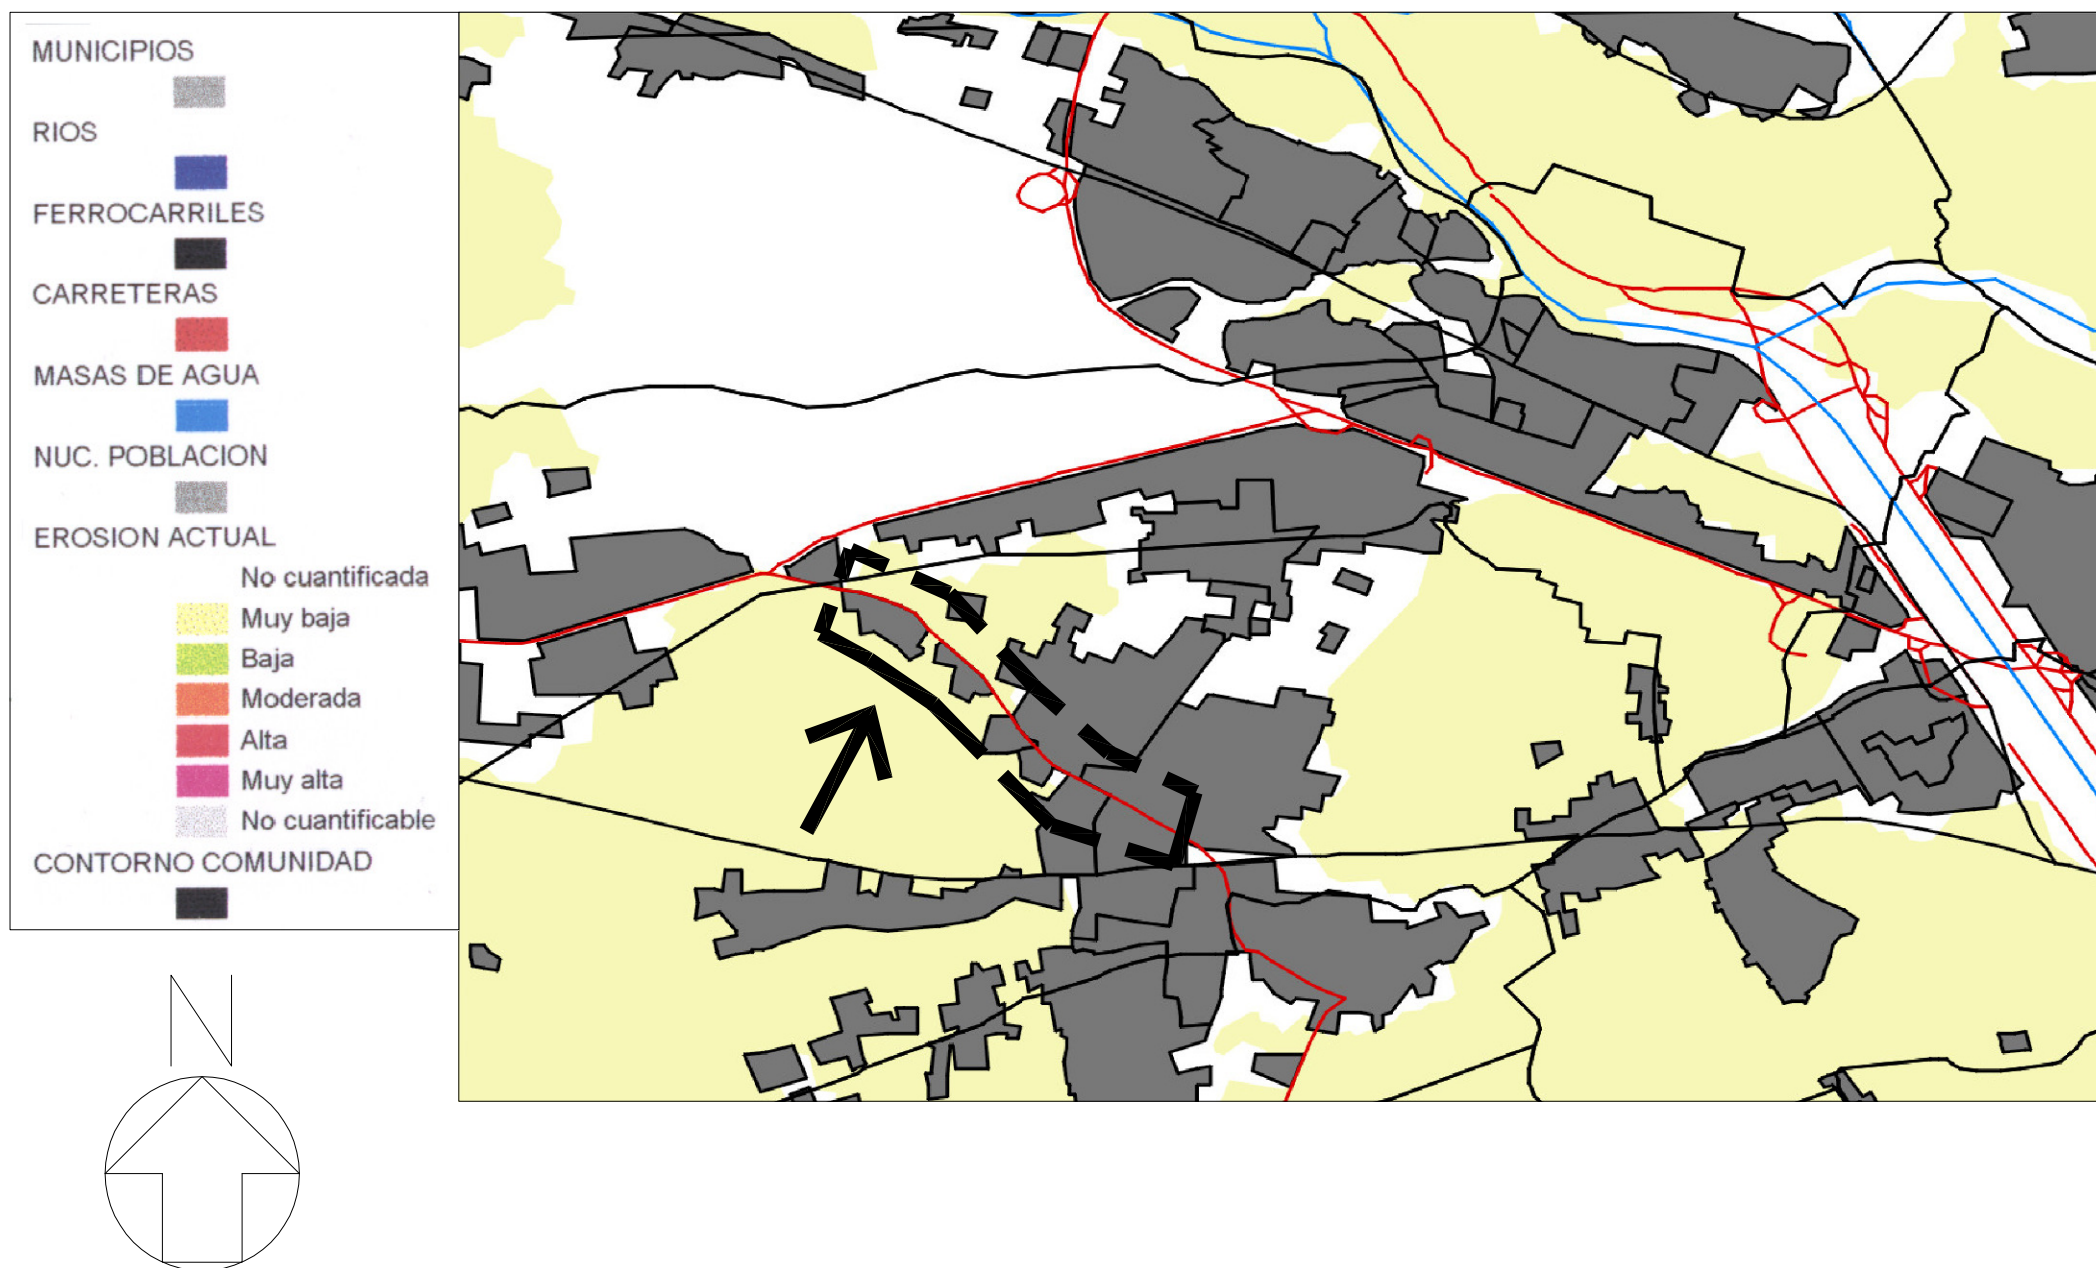 MUNICIPIOS
RIOS
FERROCARRILES
CARRETERAS
MASAS DE AGUA
NUC. POBLACION
EROSION ACTUAL
No cuantificada
Muy baja
Baja
Moderada
Alta
Muy alta
No cuantificable
CONTORNO COMUNIDAD
N